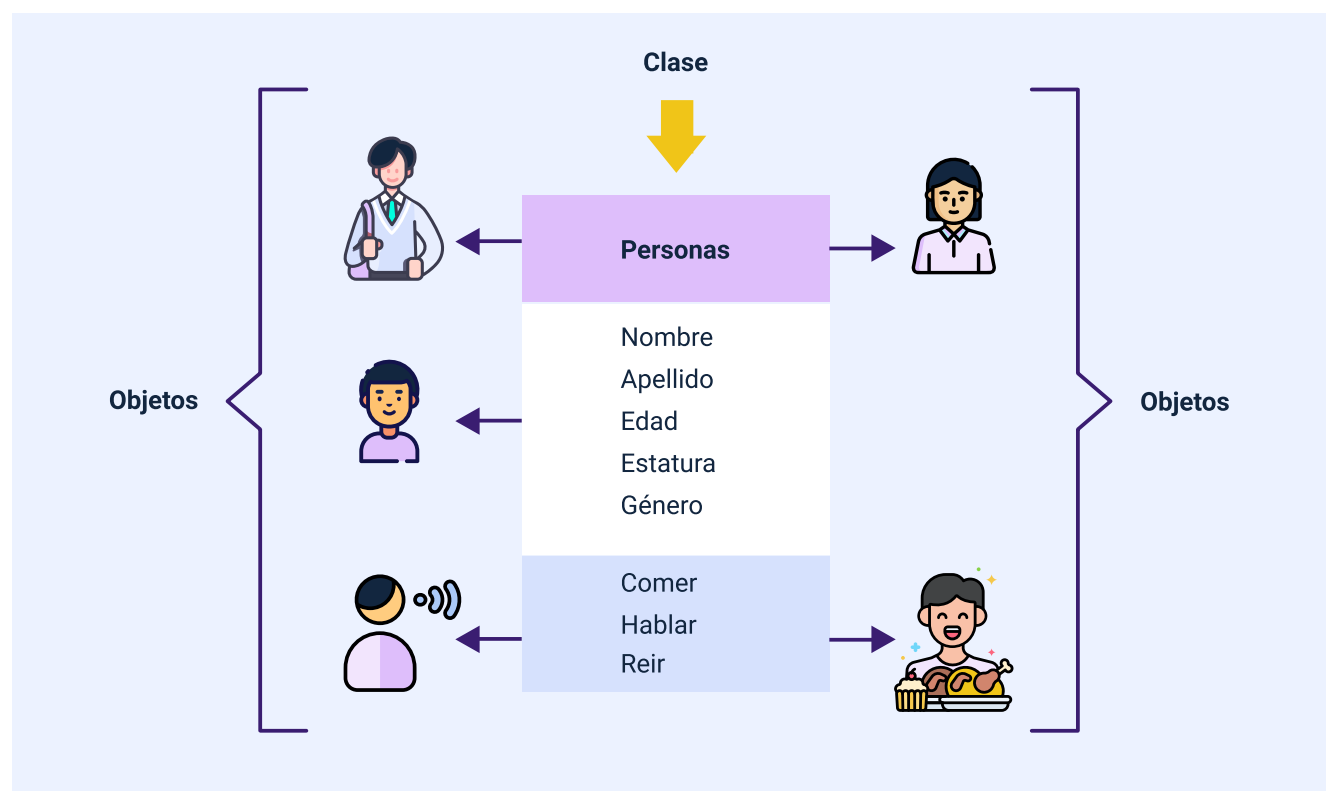 Clase
Personas
Nombre
Apellido
Edad
Estatura
Género
Comer
Hablar
Reir
Objetos
Objetos